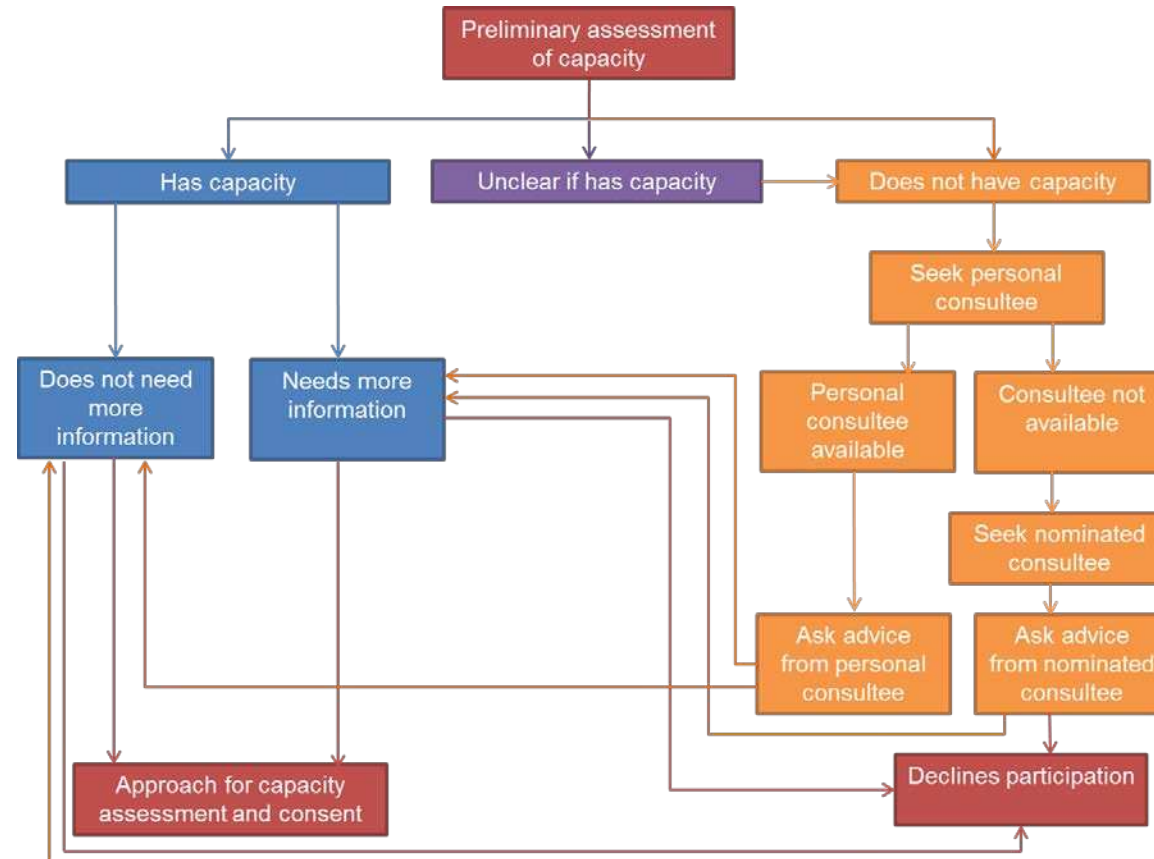 Preliminary assessment
of capacity
Has capacity
Unclear if has capacity
Does not have capacity
Seek personal
consultee
Does not need
more
information
Needs more
information
Personal
consultee
available
Consultee not
available
Seek nominated
consultee
Ask advice
from personal
consultee
Ask advice
from nominated
consultee
Approach for capacity
assessment and consent
Declines participation